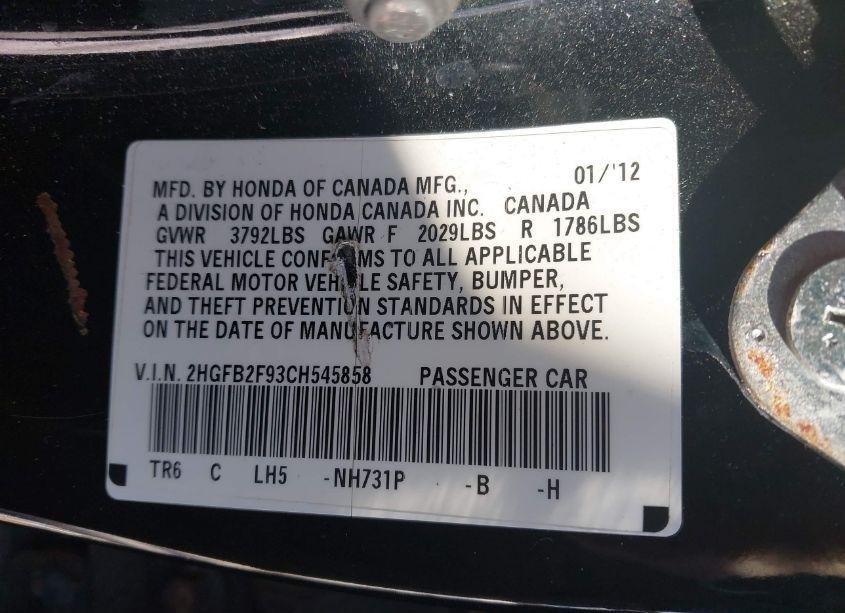 MFD. BY HONDA OF CANADA MFG., 01/'12
A DIVISION OF HONDA CANADA INC. CANADA
GVWR 3792LBS GAWR F 2029LBS R 1786LBS
THIS VEHICLE CONFORMS TO ALL APPLICABLE
FEDERAL MOTOR VEHICLE SAFETY, BUMPER,
AND THEFT PREVENTION STANDARDS IN EFFECT
ON THE DATE OF MANUFACTURE SHOWN ABOVE.
V.I.N. 2HGFB2F93CH545858 PASSENGER CAR
TR6 C LH5 -NH731P -B -H